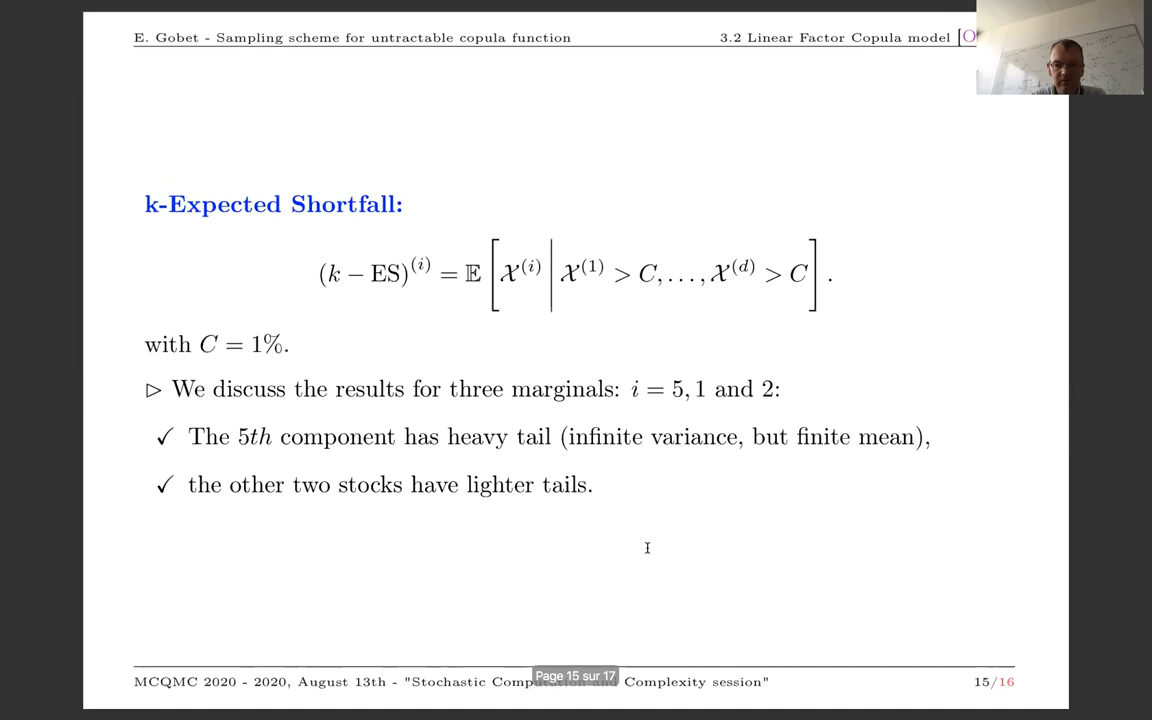 E. Gobet - Sampling scheme for untractable copula function
3.2 Linear Factor Copula model [O
k-Expected Shortfall:
(k − ES)^(i) = 𝔼[𝒳^(i) | 𝒳^(1) > C, . . . , 𝒳^(d) > C] .
with C = 1%.
▷ We discuss the results for three marginals: i = 5, 1 and 2:
✓ The 5th component has heavy tail (infinite variance, but finite mean),
✓ the other two stocks have lighter tails.
Page 15 sur 17
MCQMC 2020 - 2020, August 13th - "Stochastic Complexity session"
15/16